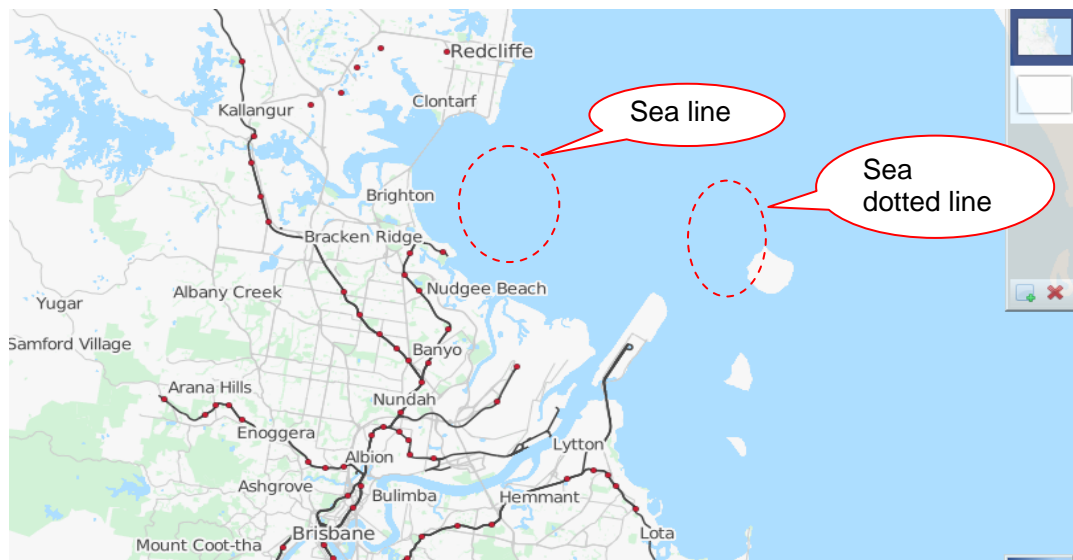 Redcliffe
Clontarf
Kallangur
Sea line
Sea
dotted line
Brighton
Bracken Ridge
Albany Creek
Nudgee Beach
Yugar
Samford Village
Banyo
Arana Hills
Nundah
Enoggera
Albion
Lytton
Ashgrove
Bulimba
Hemmant
Brisbane
Lota
Mount Coot-tha